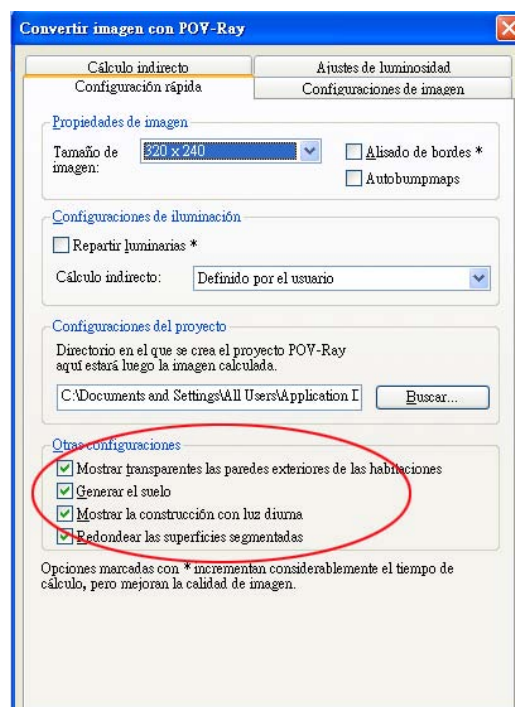 Convertir imagen con POV-Ray
Cálculo indirecto
Ajustes de luminosidad
Configuración rápida
Configuraciones de imagen
Propiedades de imagen
Tamaño de
imagen:
320 x 240
Alisado de bordes *
Autobumpmaps
Configuraciones de iluminación
Repartir luminarias *
Cálculo indirecto:
Definido por el usuario
Configuraciones del proyecto
Directorio en el que se crea el proyecto POV-Ray
aquí estará luego la imagen calculada.
C:\Documents and Settings\All Users\Application D
Buscar...
Otras configuraciones
Mostrar transparentes las paredes exteriores de las habitaciones
Generar el suelo
Mostrar la construcción con luz diurna
Redondear las superficies segmentadas
Opciones marcadas con * incrementan considerablemente el tiempo de
cálculo, pero mejoran la calidad de imagen.